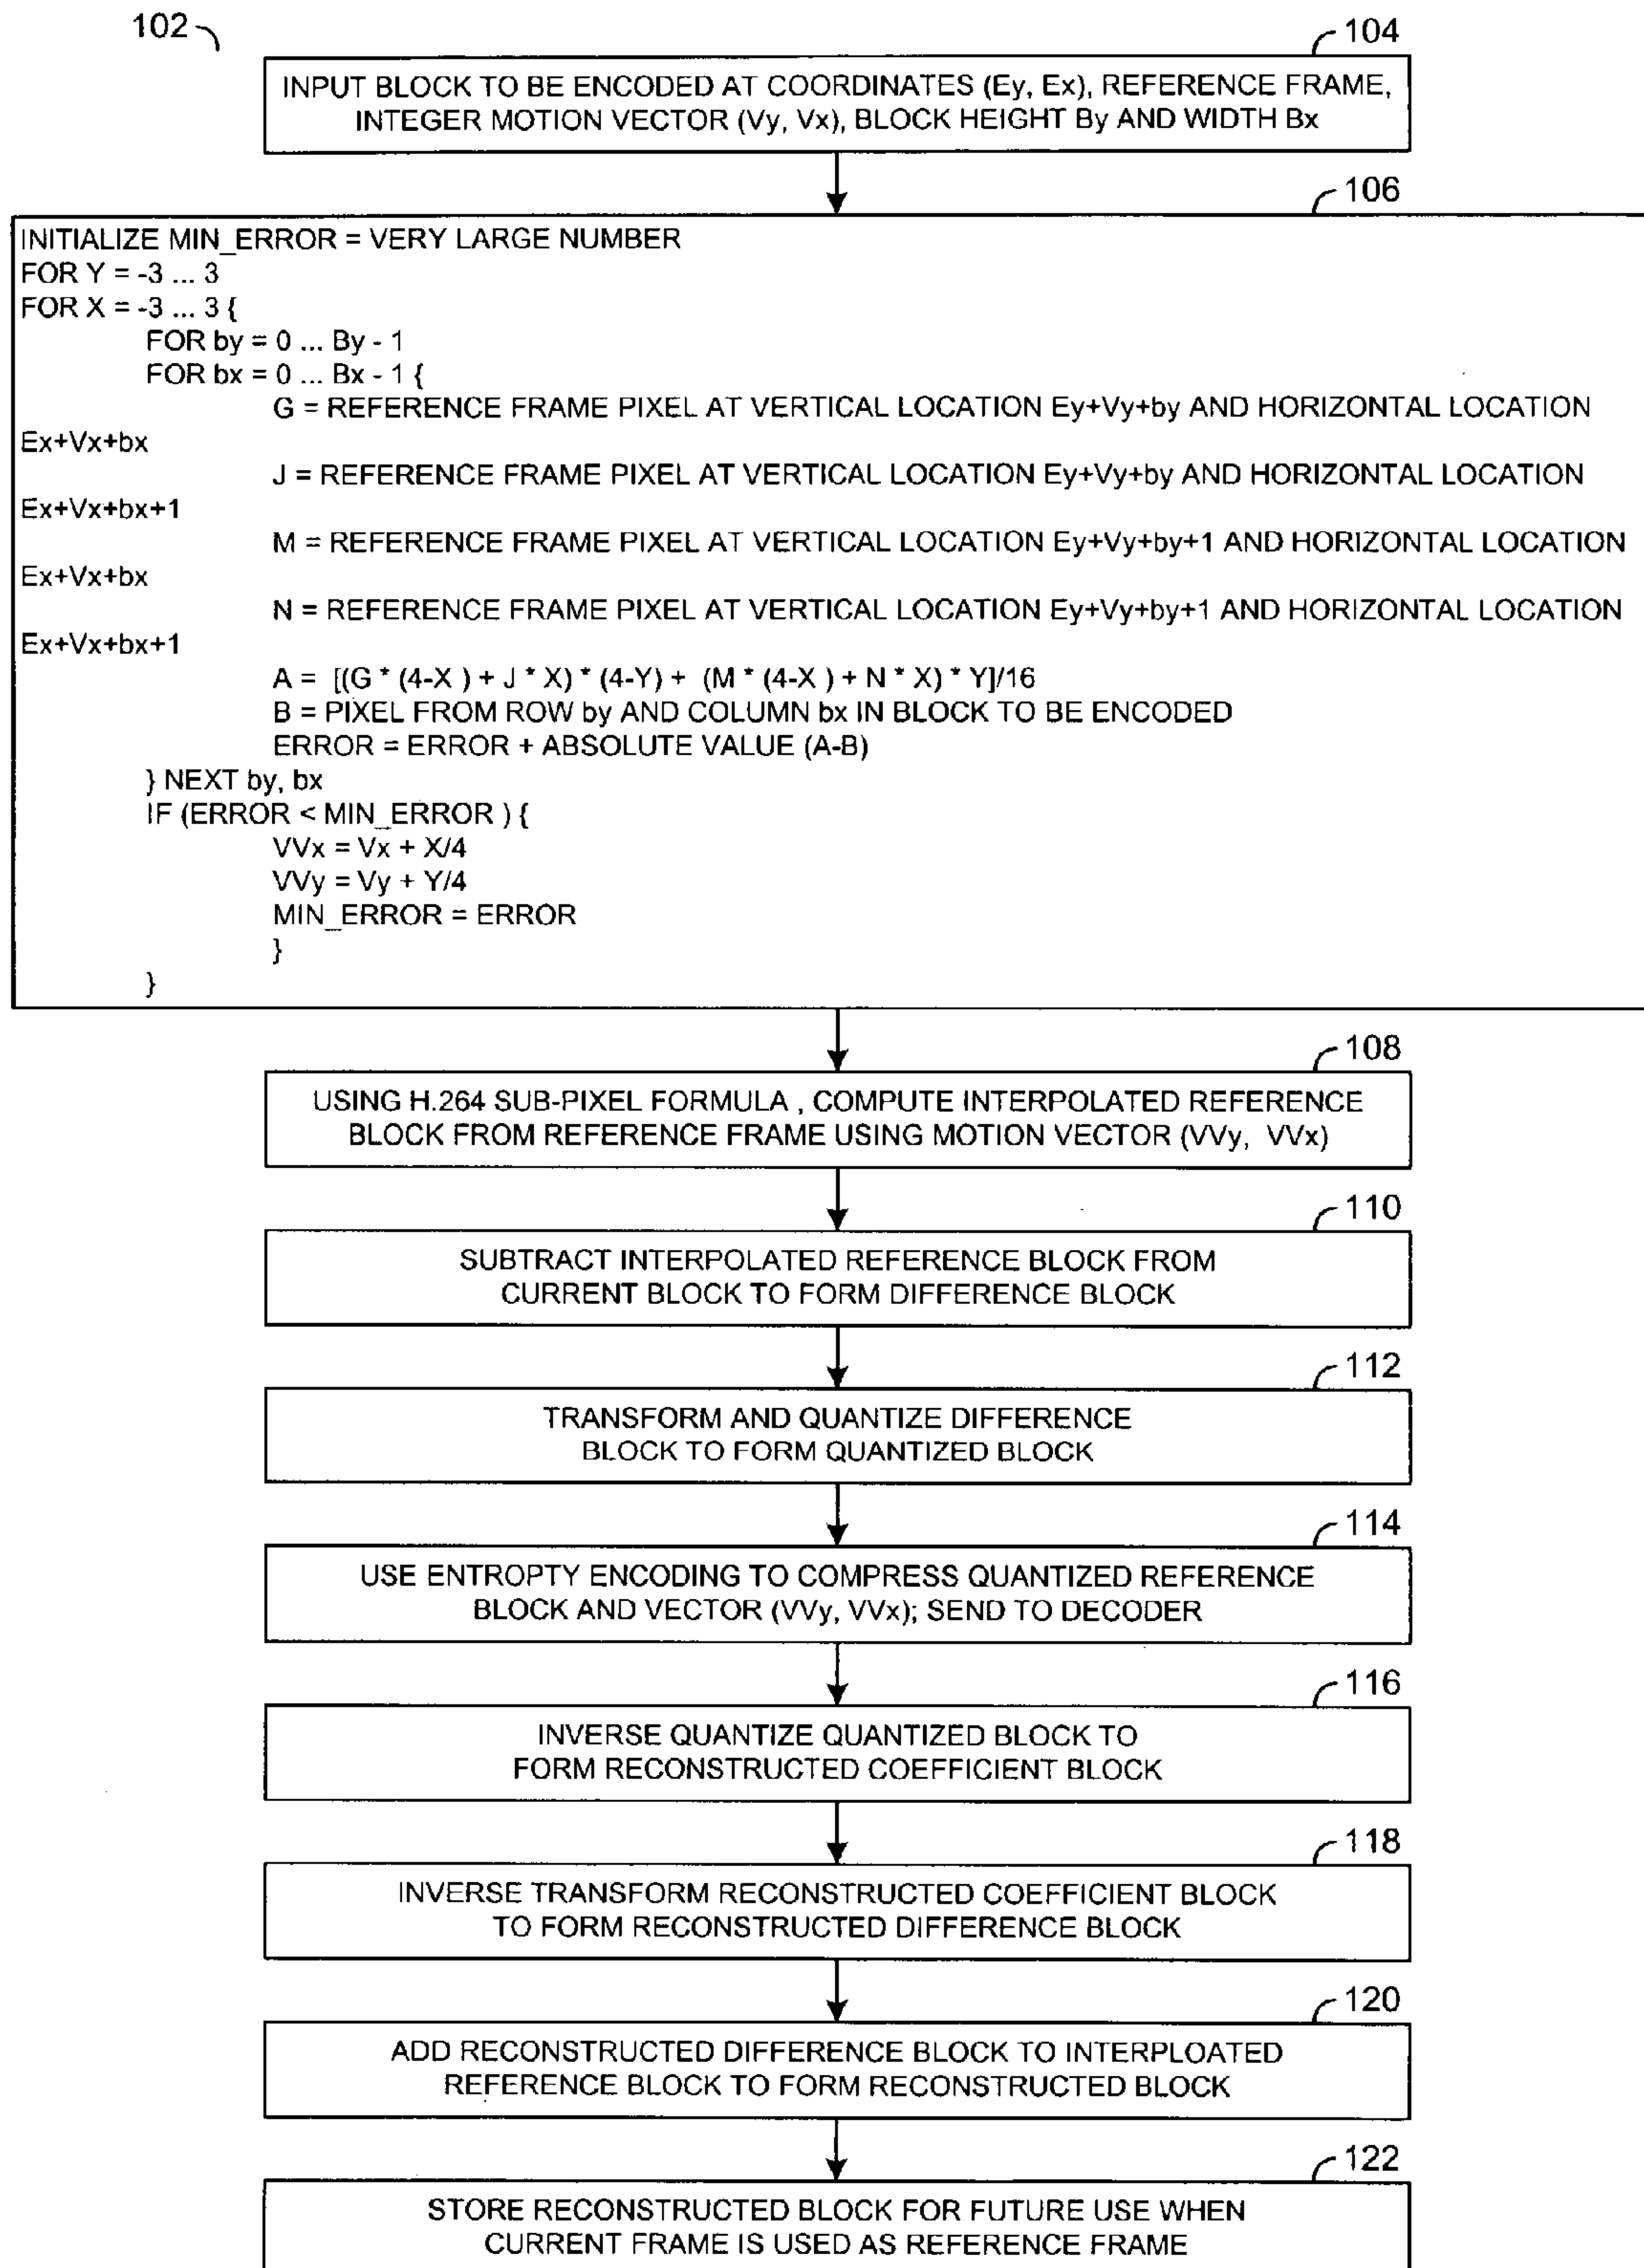 102
104
INPUT BLOCK TO BE ENCODED AT COORDINATES (Ey, Ex), REFERENCE FRAME,
INTEGER MOTION VECTOR (Vy, Vx), BLOCK HEIGHT By AND WIDTH Bx
106
INITIALIZE MIN_ERROR = VERY LARGE NUMBER
FOR Y = -3 ... 3
FOR X = -3 ... 3 {
FOR by = 0 ... By - 1
FOR bx = 0 ... Bx - 1 {
G = REFERENCE FRAME PIXEL AT VERTICAL LOCATION Ey+Vy+by AND HORIZONTAL LOCATION
Ex+Vx+bx
J = REFERENCE FRAME PIXEL AT VERTICAL LOCATION Ey+Vy+by AND HORIZONTAL LOCATION
Ex+Vx+bx+1
M = REFERENCE FRAME PIXEL AT VERTICAL LOCATION Ey+Vy+by+1 AND HORIZONTAL LOCATION
Ex+Vx+bx
N = REFERENCE FRAME PIXEL AT VERTICAL LOCATION Ey+Vy+by+1 AND HORIZONTAL LOCATION
Ex+Vx+bx+1
A = [(G * (4-X ) + J * X) * (4-Y) + (M * (4-X ) + N * X) * Y]/16
B = PIXEL FROM ROW by AND COLUMN bx IN BLOCK TO BE ENCODED
ERROR = ERROR + ABSOLUTE VALUE (A-B)
} NEXT by, bx
IF (ERROR < MIN_ERROR ) {
VVx = Vx + X/4
VVy = Vy + Y/4
MIN_ERROR = ERROR
}
}
108
USING H.264 SUB-PIXEL FORMULA , COMPUTE INTERPOLATED REFERENCE
BLOCK FROM REFERENCE FRAME USING MOTION VECTOR (VVy, VVx)
110
SUBTRACT INTERPOLATED REFERENCE BLOCK FROM
CURRENT BLOCK TO FORM DIFFERENCE BLOCK
112
TRANSFORM AND QUANTIZE DIFFERENCE
BLOCK TO FORM QUANTIZED BLOCK
114
USE ENTROPTY ENCODING TO COMPRESS QUANTIZED REFERENCE
BLOCK AND VECTOR (VVy, VVx); SEND TO DECODER
116
INVERSE QUANTIZE QUANTIZED BLOCK TO
FORM RECONSTRUCTED COEFFICIENT BLOCK
118
INVERSE TRANSFORM RECONSTRUCTED COEFFICIENT BLOCK
TO FORM RECONSTRUCTED DIFFERENCE BLOCK
120
ADD RECONSTRUCTED DIFFERENCE BLOCK TO INTERPLOATED
REFERENCE BLOCK TO FORM RECONSTRUCTED BLOCK
122
STORE RECONSTRUCTED BLOCK FOR FUTURE USE WHEN
CURRENT FRAME IS USED AS REFERENCE FRAME